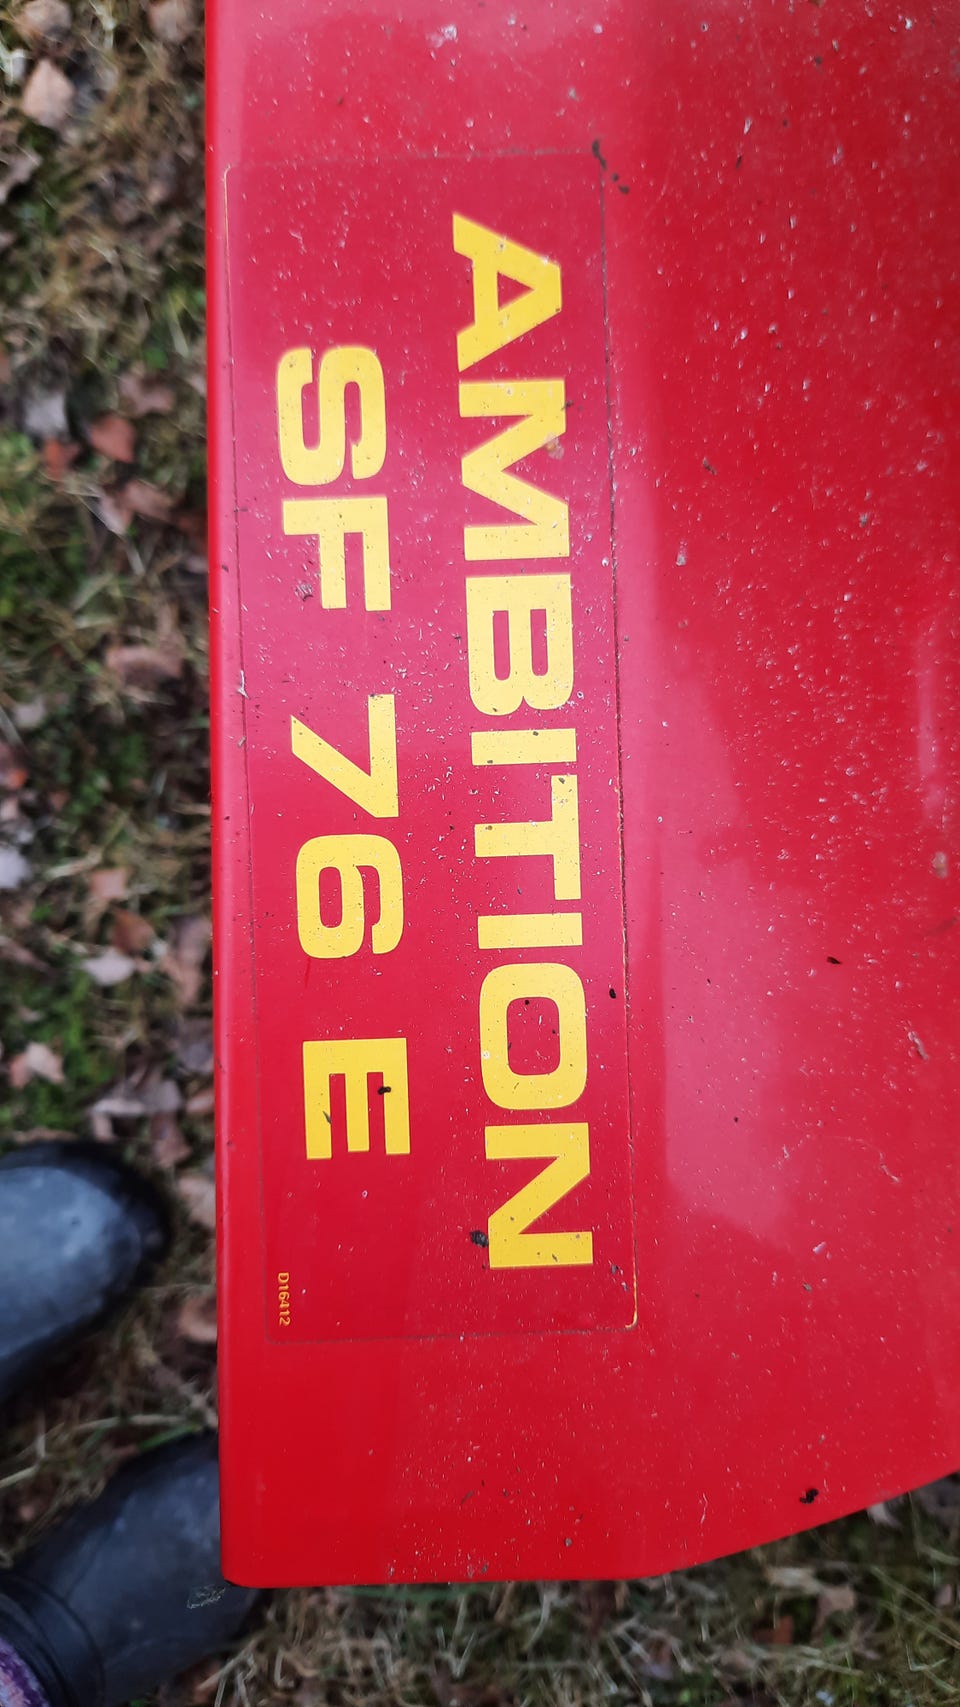 AMBITION
SF 76 E
D16412